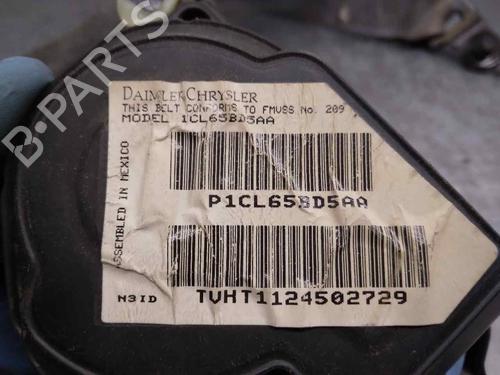 DAIMLERCHRYSLER
THIS BELT CONFORMS TO FMVSS No. 209
MODEL 1CL65BD5AA
P1CL65BD5AA
ASSEMBLED IN MEXICO
N3ID
TVHT1124502729
B-Parts